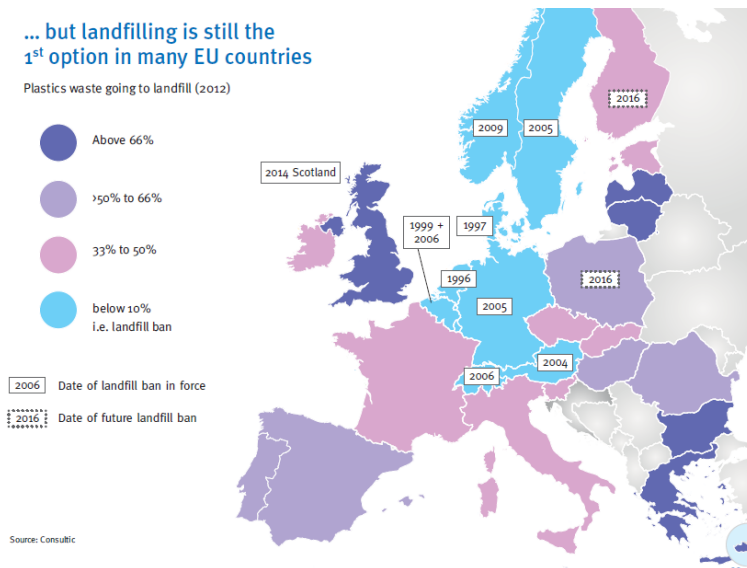 ... but landfilling is still the
1st option in many EU countries
Plastics waste going to landfill (2012)
Above 66%
>50% to 66%
33% to 50%
below 10%
i.e. landfill ban
2006 Date of landfill ban in force
2016 Date of future landfill ban
Source: Consultic
2016
2009
2005
2014 Scotland
1999 +
2006
1997
1996
2005
2016
2004
2006